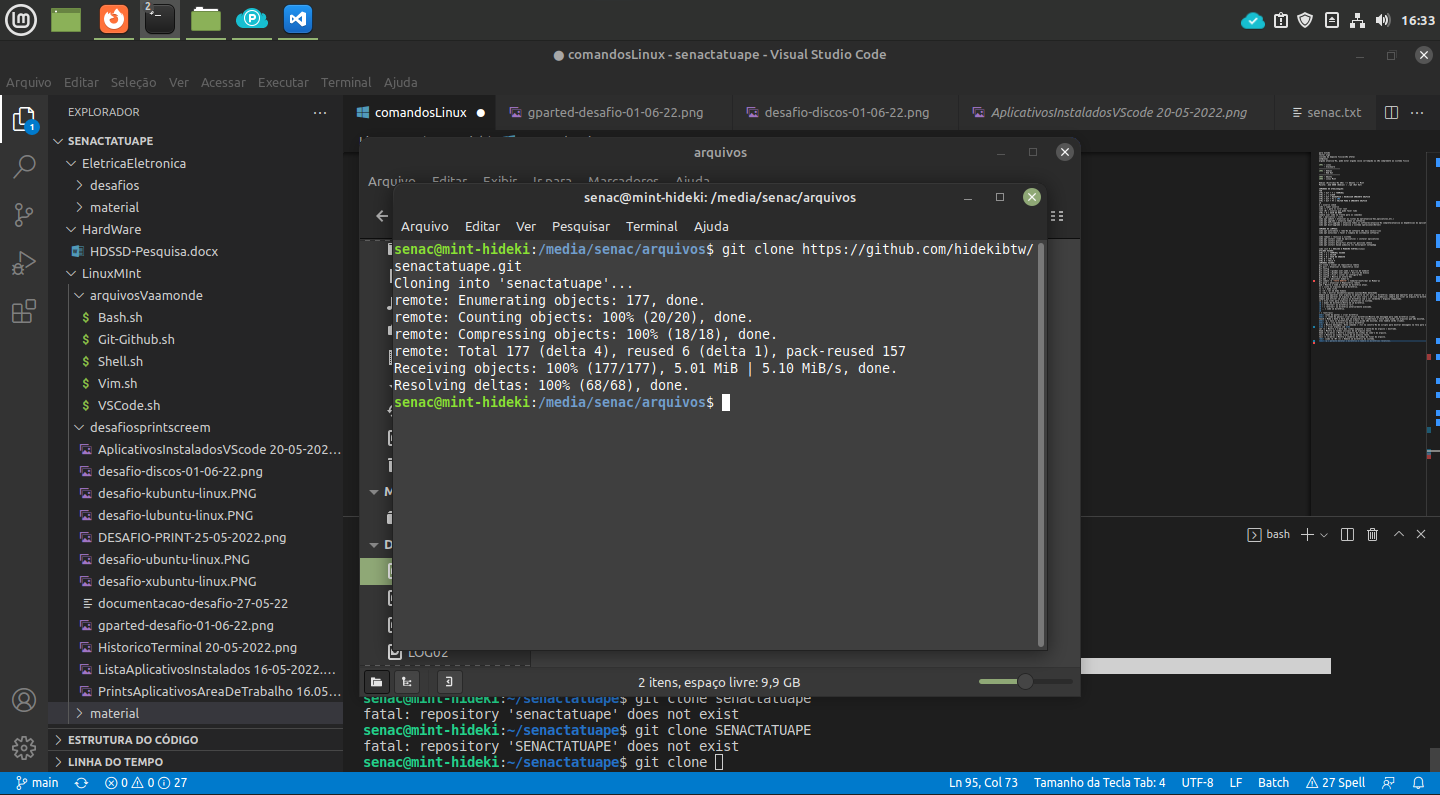 2
16:33
comandosLinux - senactatuape - Visual Studio Code
Arquivo Editar Seleção Ver Acessar Executar Terminal Ajuda
EXPLORADOR
comandosLinux
gparted-desafio-01-06-22.png
desafio-discos-01-06-22.png
AplicativosInstaladosVScode 20-05-2022.png
senac.txt
1
SENACTATUAPE
EletricaEletronica
desafios
material
HardWare
HDSSD-Pesquisa.docx
LinuxMInt
arquivosVaamonde
$ Bash.sh
$ Git-Github.sh
$ Shell.sh
$ Vim.sh
$ VSCode.sh
desafiosprintscreem
AplicativosInstaladosVScode 20-05-202...
desafio-discos-01-06-22.png
desafio-kubuntu-linux.PNG
desafio-lubuntu-linux.PNG
DESAFIO-PRINT-25-05-2022.png
desafio-ubuntu-linux.PNG
desafio-xubuntu-linux.PNG
documentacao-desafio-27-05-22
gparted-desafio-01-06-22.png
HistoricoTerminal 20-05-2022.png
ListaAplicativosInstalados 16-05-2022....
PrintsAplicativosAreaDeTrabalho 16.05...
material
ESTRUTURA DO CÓDIGO
LINHA DO TEMPO
arquivos
Arquivo Editar Exibir Ir para Marcadores Ajuda
senac@mint-hideki: /media/senac/arquivos
Arquivo Editar Ver Pesquisar Terminal Ajuda
senac@mint-hideki:/media/senac/arquivos$ git clone https://github.com/hidekibtw/
senactatuape.git
Cloning into 'senactatuape'...
remote: Enumerating objects: 177, done.
remote: Counting objects: 100% (20/20), done.
remote: Compressing objects: 100% (18/18), done.
remote: Total 177 (delta 4), reused 6 (delta 1), pack-reused 157
Receiving objects: 100% (177/177), 5.01 MiB | 5.10 MiB/s, done.
Resolving deltas: 100% (68/68), done.
senac@mint-hideki:/media/senac/arquivos$
LOG02
2 itens, espaço livre: 9,9 GB
bash
senac@mint-hideki:~/senactatuape$ git clone senactatuape
fatal: repository 'senactatuape' does not exist
senac@mint-hideki:~/senactatuape$ git clone SENACTATUAPE
fatal: repository 'SENACTATUAPE' does not exist
senac@mint-hideki:~/senactatuape$ git clone
main 0 0 27
Ln 95, Col 73 Tamanho da Tecla Tab: 4 UTF-8 LF Batch 27 Spell